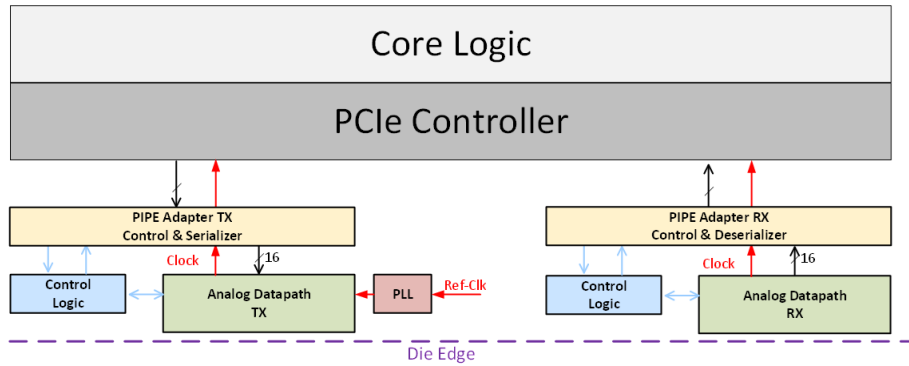 Core Logic
PCIe Controller
PIPE Adapter TX
Control & Serializer
PIPE Adapter RX
Control & Deserializer
Clock
16
Clock
16
Control
Logic
Analog Datapath
TX
PLL
Ref-Clk
Control
Logic
Analog Datapath
RX
Die Edge